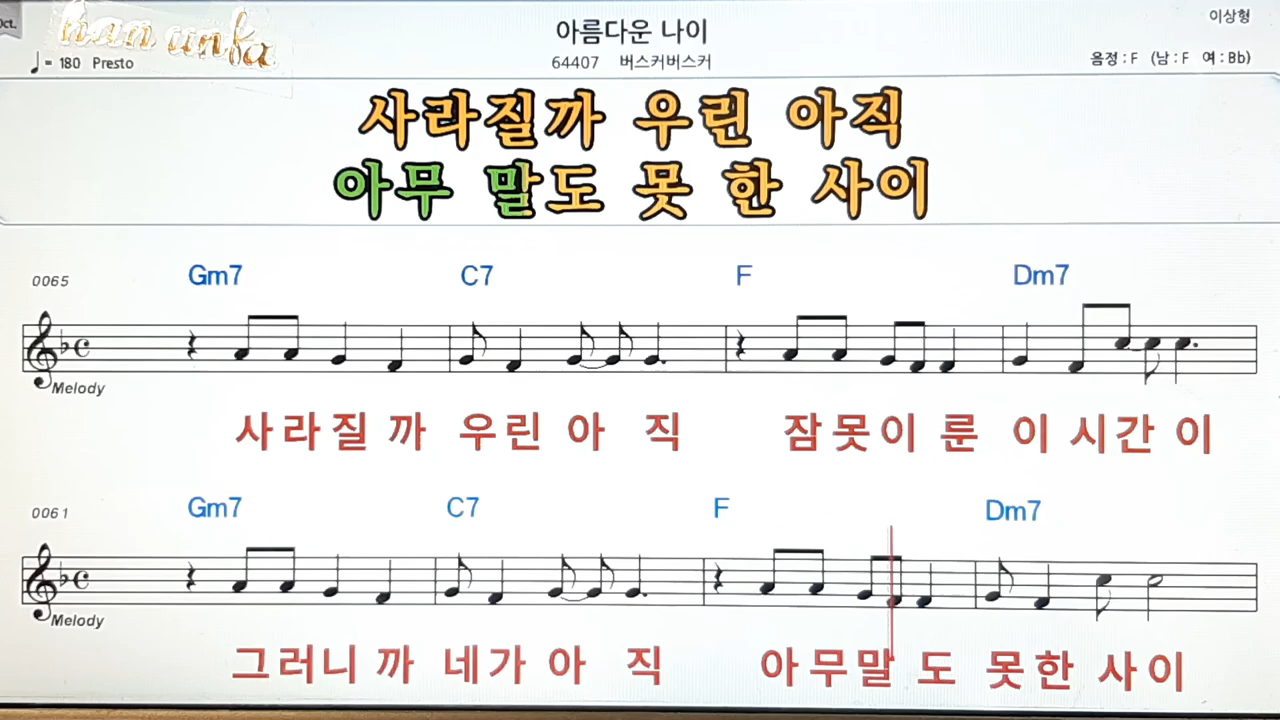 Oct.
han unfa
아름다운 나이
이상형
♩= 180 Presto
64407 버스커버스커
음정 : F (남 : F 여 : Bb)
사라질까 우린 아직
아무 말도 못 한 사이
0065 Gm7 C7 F Dm7
Melody
사라질 까 우린 아 직 잠못이 룬 이 시간 이
0061 Gm7 C7 F Dm7
Melody
그러니 까 네가 아 직 아무말 도 못한 사이